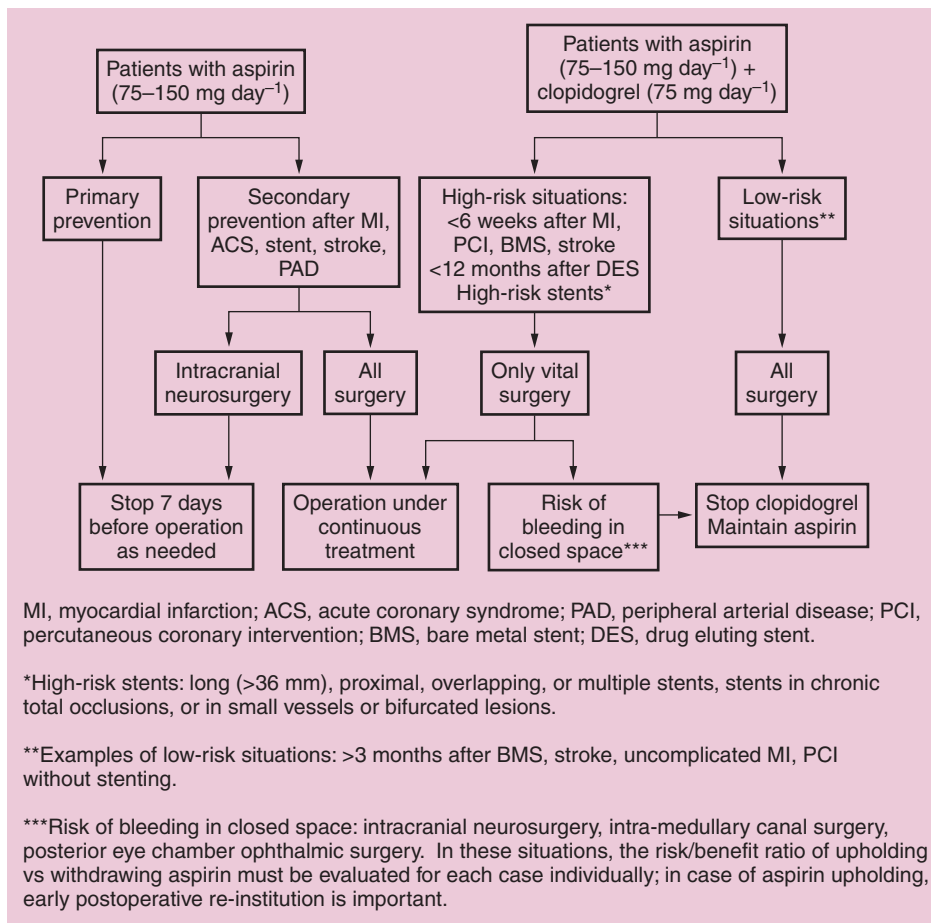 Patients with aspirin
(75–150 mg day⁻¹)
Patients with aspirin
(75–150 mg day⁻¹) +
clopidogrel (75 mg day⁻¹)
Primary
prevention
Secondary
prevention after MI,
ACS, stent, stroke,
PAD
High-risk situations:
<6 weeks after MI,
PCI, BMS, stroke
<12 months after DES
High-risk stents*
Low-risk
situations**
Intracranial
neurosurgery
All
surgery
Only vital
surgery
All
surgery
Stop 7 days
before operation
as needed
Operation under
continuous
treatment
Risk of
bleeding in
closed space***
Stop clopidogrel
Maintain aspirin
MI, myocardial infarction; ACS, acute coronary syndrome; PAD, peripheral arterial disease; PCI,
percutaneous coronary intervention; BMS, bare metal stent; DES, drug eluting stent.
*High-risk stents: long (>36 mm), proximal, overlapping, or multiple stents, stents in chronic
total occlusions, or in small vessels or bifurcated lesions.
**Examples of low-risk situations: >3 months after BMS, stroke, uncomplicated MI, PCI
without stenting.
***Risk of bleeding in closed space: intracranial neurosurgery, intra-medullary canal surgery,
posterior eye chamber ophthalmic surgery. In these situations, the risk/benefit ratio of upholding
vs withdrawing aspirin must be evaluated for each case individually; in case of aspirin upholding,
early postoperative re-institution is important.